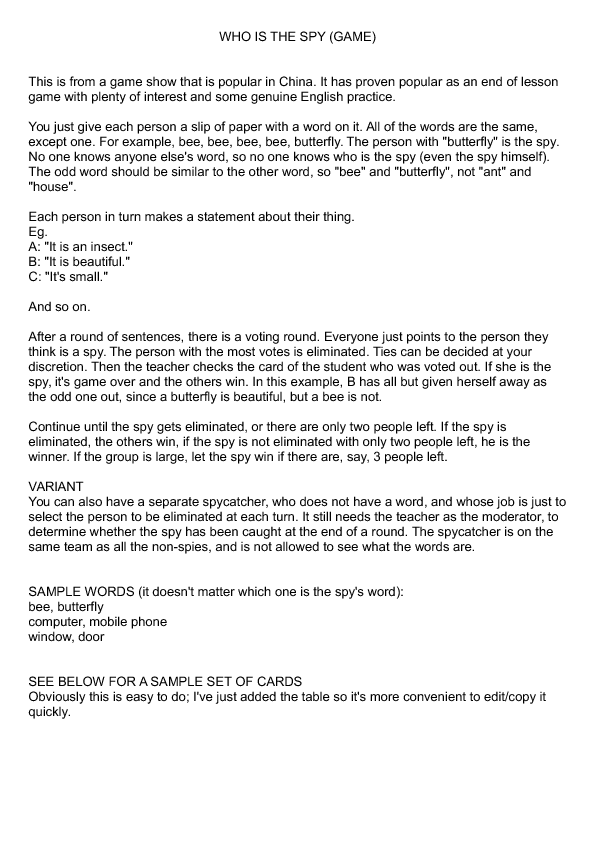 WHO IS THE SPY (GAME)
This is from a game show that is popular in China. It has proven popular as an end of lesson
game with plenty of interest and some genuine English practice.
You just give each person a slip of paper with a word on it. All of the words are the same,
except one. For example, bee, bee, bee, bee, butterfly. The person with "butterfly" is the spy.
No one knows anyone else's word, so no one knows who is the spy (even the spy himself).
The odd word should be similar to the other word, so "bee" and "butterfly", not "ant" and
"house".
Each person in turn makes a statement about their thing.
Eg.
A: "It is an insect."
B: "It is beautiful."
C: "It's small."
And so on.
After a round of sentences, there is a voting round. Everyone just points to the person they
think is a spy. The person with the most votes is eliminated. Ties can be decided at your
discretion. Then the teacher checks the card of the student who was voted out. If she is the
spy, it's game over and the others win. In this example, B has all but given herself away as
the odd one out, since a butterfly is beautiful, but a bee is not.
Continue until the spy gets eliminated, or there are only two people left. If the spy is
eliminated, the others win, if the spy is not eliminated with only two people left, he is the
winner. If the group is large, let the spy win if there are, say, 3 people left.
VARIANT
You can also have a separate spycatcher, who does not have a word, and whose job is just to
select the person to be eliminated at each turn. It still needs the teacher as the moderator, to
determine whether the spy has been caught at the end of a round. The spycatcher is on the
same team as all the non-spies, and is not allowed to see what the words are.
SAMPLE WORDS (it doesn't matter which one is the spy's word):
bee, butterfly
computer, mobile phone
window, door
SEE BELOW FOR A SAMPLE SET OF CARDS
Obviously this is easy to do; I've just added the table so it's more convenient to edit/copy it
quickly.